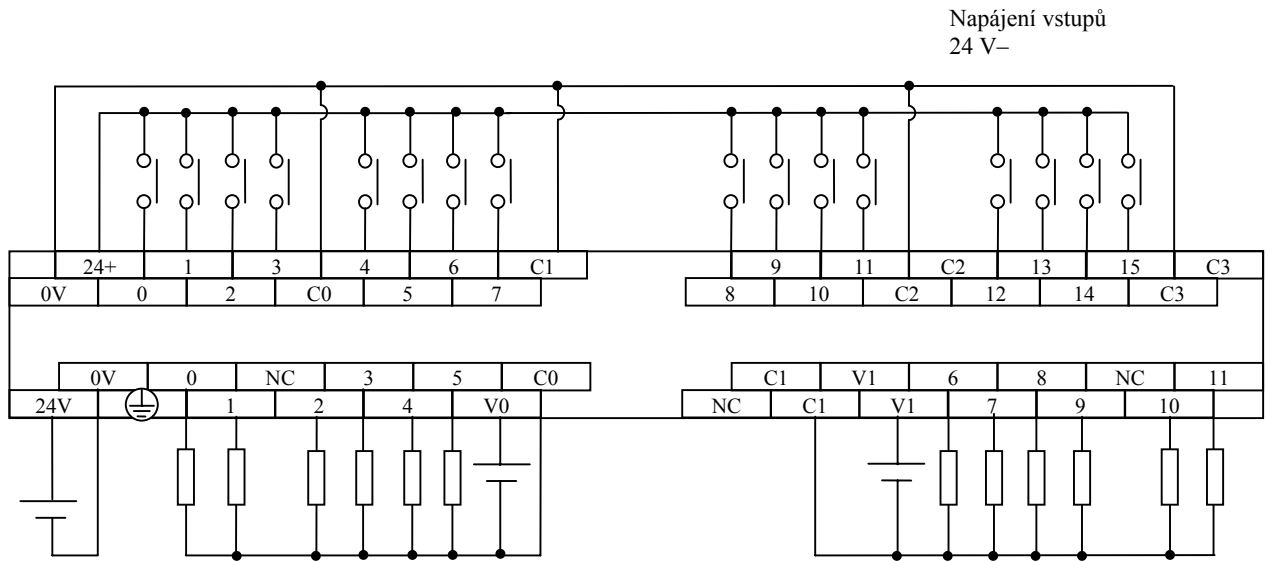 Napájení vstupů
24 V–
24+ 1 3 4 6 C1 9 11 C2 13 15 C3
0V 0 2 C0 5 7 8 10 C2 12 14 C3
0V 0 NC 3 5 C0 C1 V1 6 8 NC 11
24V 1 2 4 V0 NC C1 V1 7 9 10